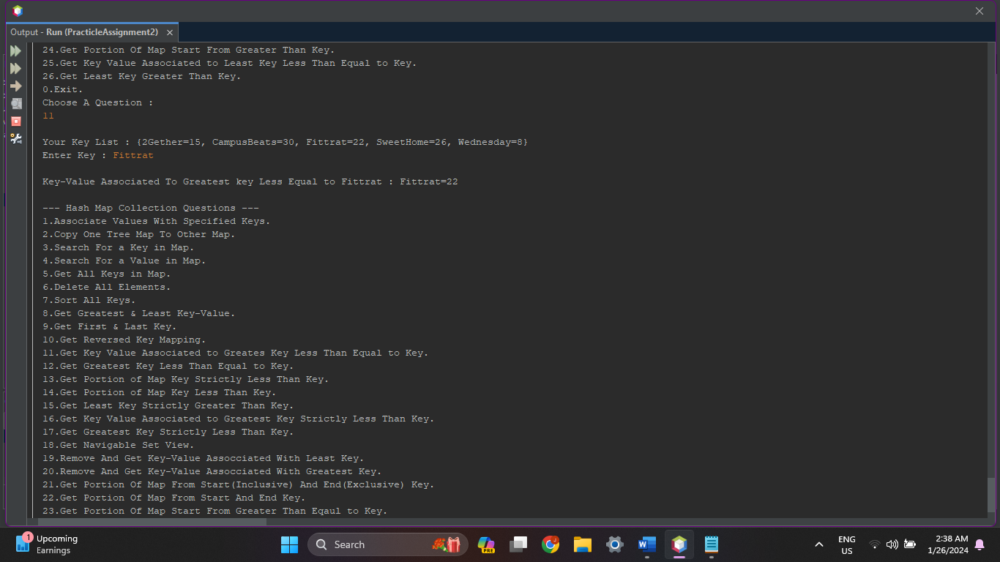 Output - Run (PracticleAssignment2)
24.Get Portion Of Map Start From Greater Than Key.
25.Get Key Value Associated to Least Key Less Than Equal to Key.
26.Get Least Key Greater Than Key.
0.Exit.
Choose A Question :
11
Your Key List : {2Gether=15, CampusBeats=30, Fittrat=22, SweetHome=26, Wednesday=8}
Enter Key : Fittrat
Key-Value Associated To Greatest key Less Equal to Fittrat : Fittrat=22
--- Hash Map Collection Questions ---
1.Associate Values With Specified Keys.
2.Copy One Tree Map To Other Map.
3.Search For a Key in Map.
4.Search For a Value in Map.
5.Get All Keys in Map.
6.Delete All Elements.
7.Sort All Keys.
8.Get Greatest & Least Key-Value.
9.Get First & Last Key.
10.Get Reversed Key Mapping.
11.Get Key Value Associated to Greates Key Less Than Equal to Key.
12.Get Greatest Key Less Than Equal to Key.
13.Get Portion of Map Key Strictly Less Than Key.
14.Get Portion of Map Key Less Than Key.
15.Get Least Key Strictly Greater Than Key.
16.Get Key Value Associated to Greatest Key Strictly Less Than Key.
17.Get Greatest Key Strictly Less Than Key.
18.Get Navigable Set View.
19.Remove And Get Key-Value Assocciated With Least Key.
20.Remove And Get Key-Value Assocciated With Greatest Key.
21.Get Portion Of Map From Start(Inclusive) And End(Exclusive) Key.
22.Get Portion Of Map From Start And End Key.
23.Get Portion Of Map Start From Greater Than Eqaul to Key.
1
Upcoming
Earnings
Search
PRE
W
ENG
US
2:38 AM
1/26/2024